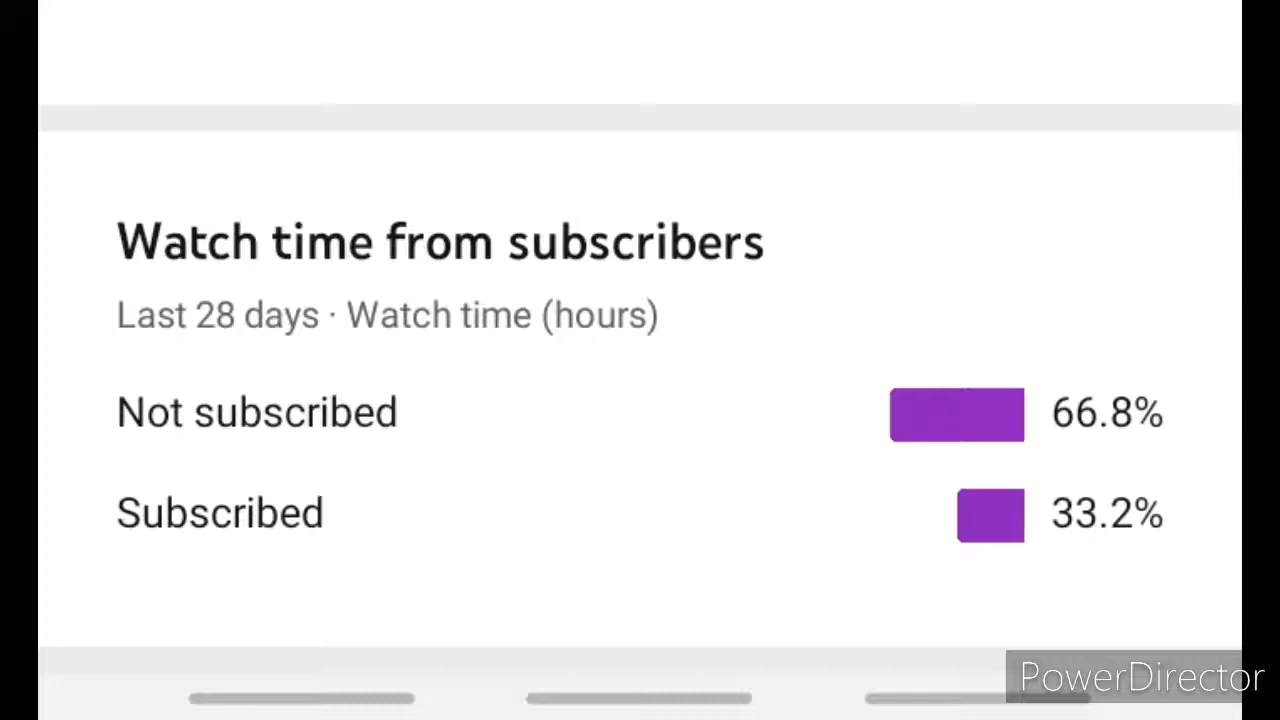 Watch time from subscribers
Last 28 days · Watch time (hours)
Not subscribed 66.8%
Subscribed 33.2%
PowerDirector